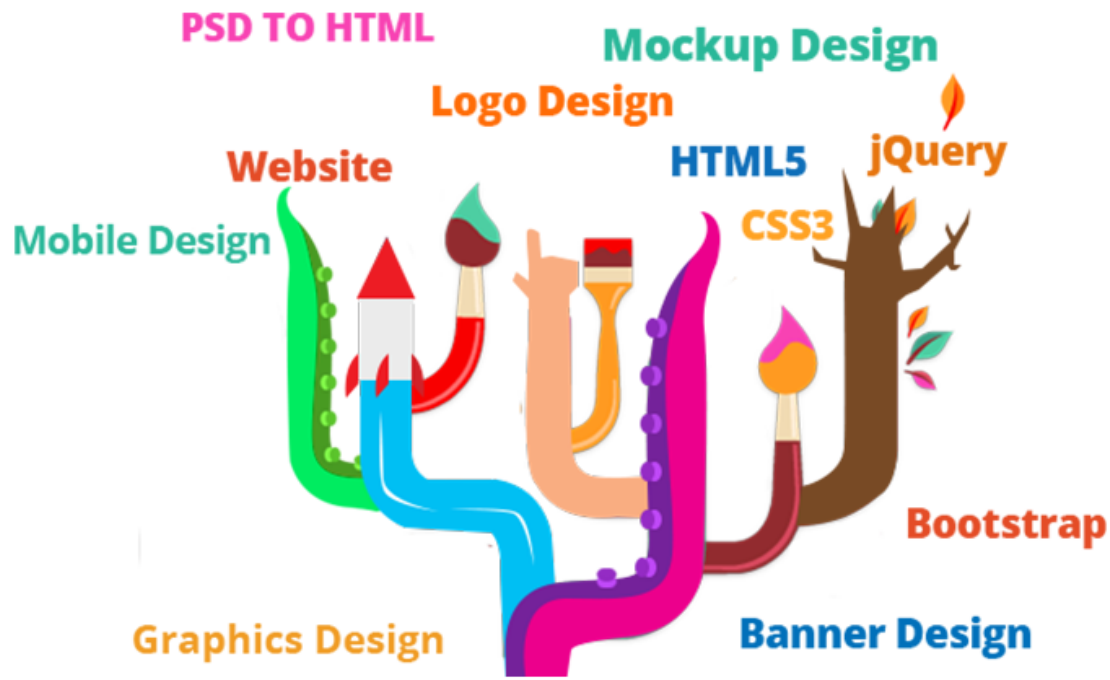 PSD TO HTML
Mockup Design
Logo Design
Website
HTML5
jQuery
Mobile Design
CSS3
Bootstrap
Graphics Design
Banner Design